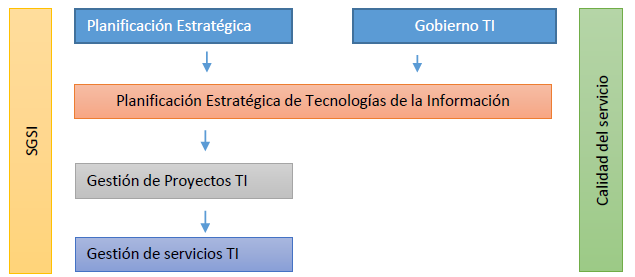 Planificación Estratégica
Gobierno TI
Planificación Estratégica de Tecnologías de la Información
Gestión de Proyectos TI
Gestión de servicios TI
SGSI
Calidad del servicio